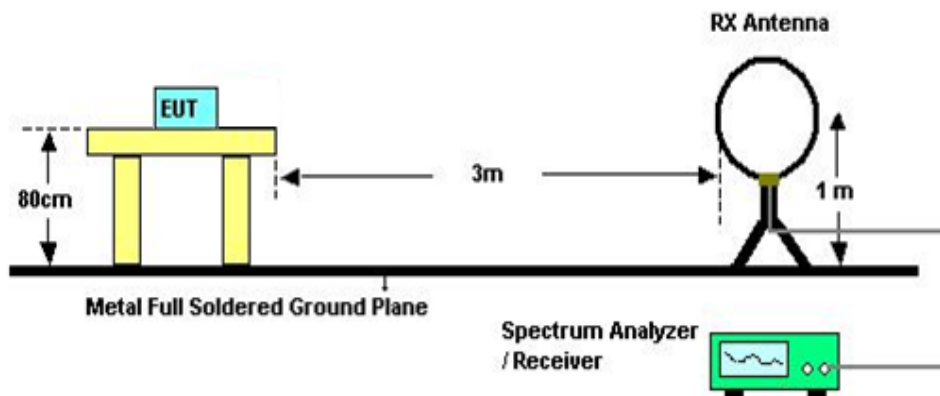 RX Antenna
EUT
3m
80cm
1 m
Metal Full Soldered Ground Plane
Spectrum Analyzer
/ Receiver